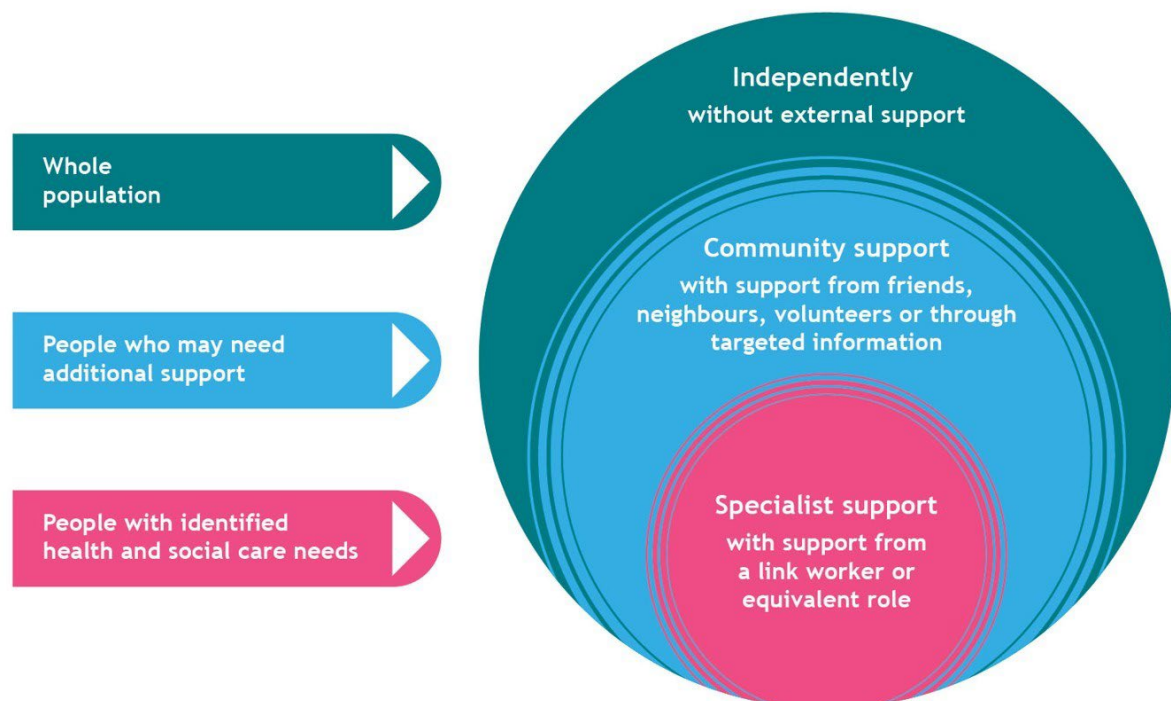 Whole
population
People who may need
additional support
People with identified
health and social care needs
Independently
without external support
Community support
with support from friends,
neighbours, volunteers or through
targeted information
Specialist support
with support from
a link worker or
equivalent role